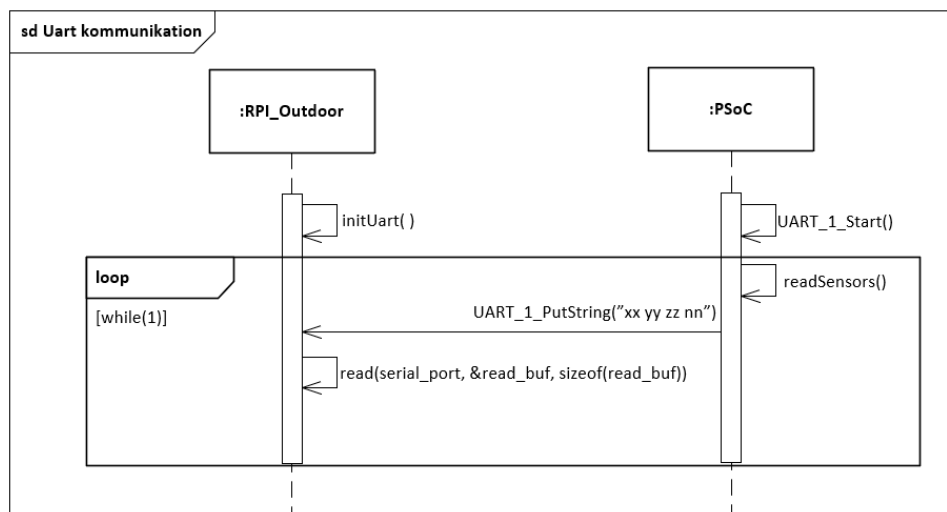 sd Uart kommunikation
:RPI_Outdoor
:PSoC
initUart( )
UART_1_Start()
loop
readSensors()
[while(1)]
UART_1_PutString(”xx yy zz nn”)
read(serial_port, &read_buf, sizeof(read_buf))